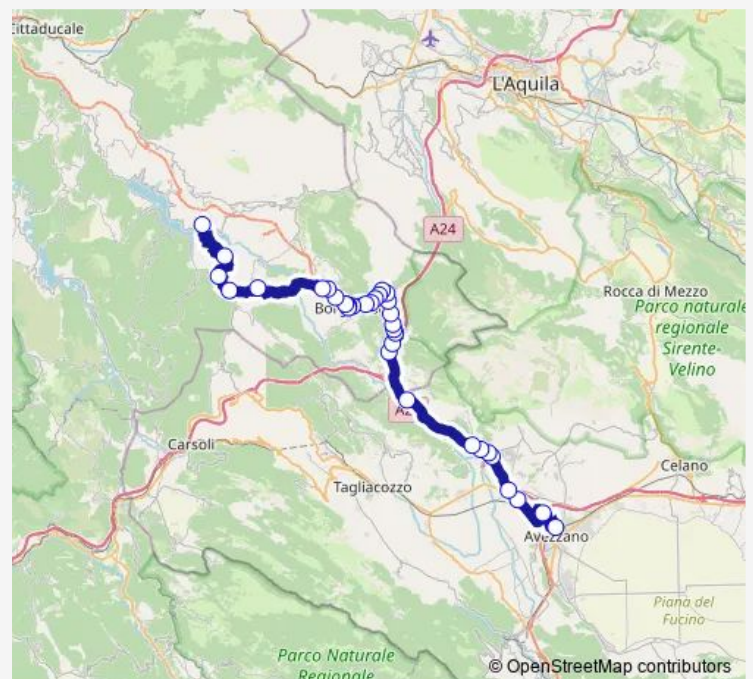 Cittaducale
L'Aquila
A24
Rocca di Mezzo
Parco naturale
regionale
Sirente-
Velino
Carsoli
Tagliacozzo
Celano
Avezzano
Piana del
Fucino
Parco Naturale
Regionale
© OpenStreetMap contributors